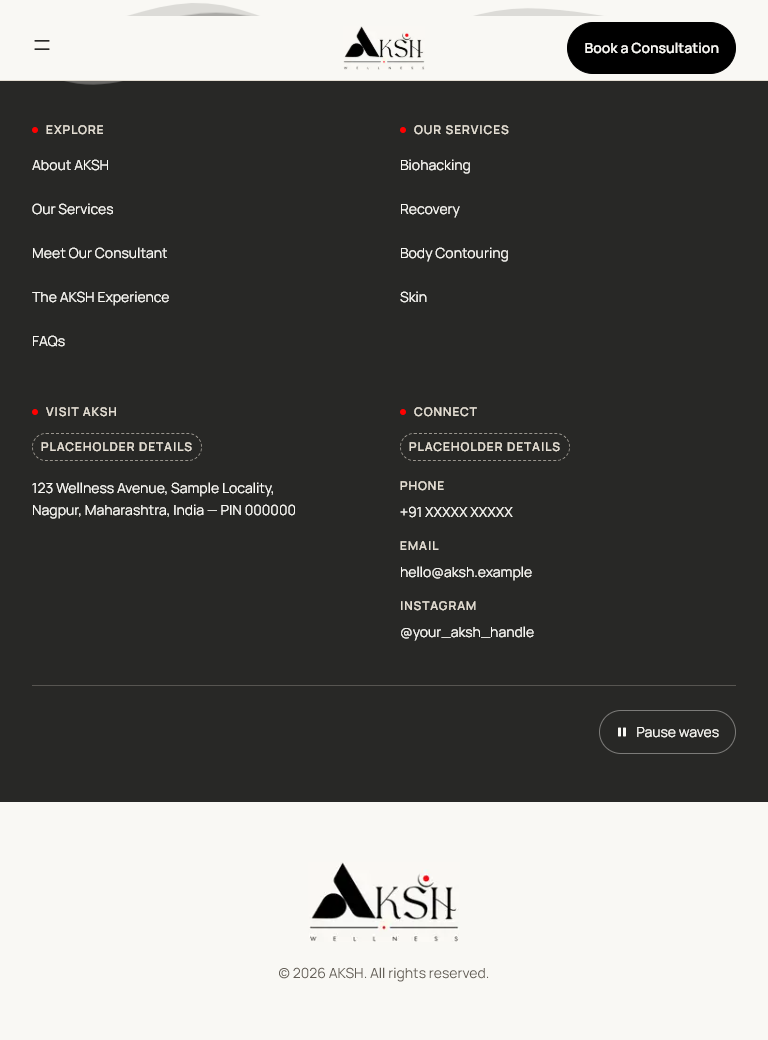 AKSH
WELLNESS
Book a Consultation
EXPLORE
About AKSH
Our Services
Meet Our Consultant
The AKSH Experience
FAQs
OUR SERVICES
Biohacking
Recovery
Body Contouring
Skin
VISIT AKSH
PLACEHOLDER DETAILS
123 Wellness Avenue, Sample Locality,
Nagpur, Maharashtra, India — PIN 000000
CONNECT
PLACEHOLDER DETAILS
PHONE
+91 XXXXX XXXXX
EMAIL
hello@aksh.example
INSTAGRAM
@your_aksh_handle
Pause waves
AKSH
WELLNESS
© 2026 AKSH. All rights reserved.